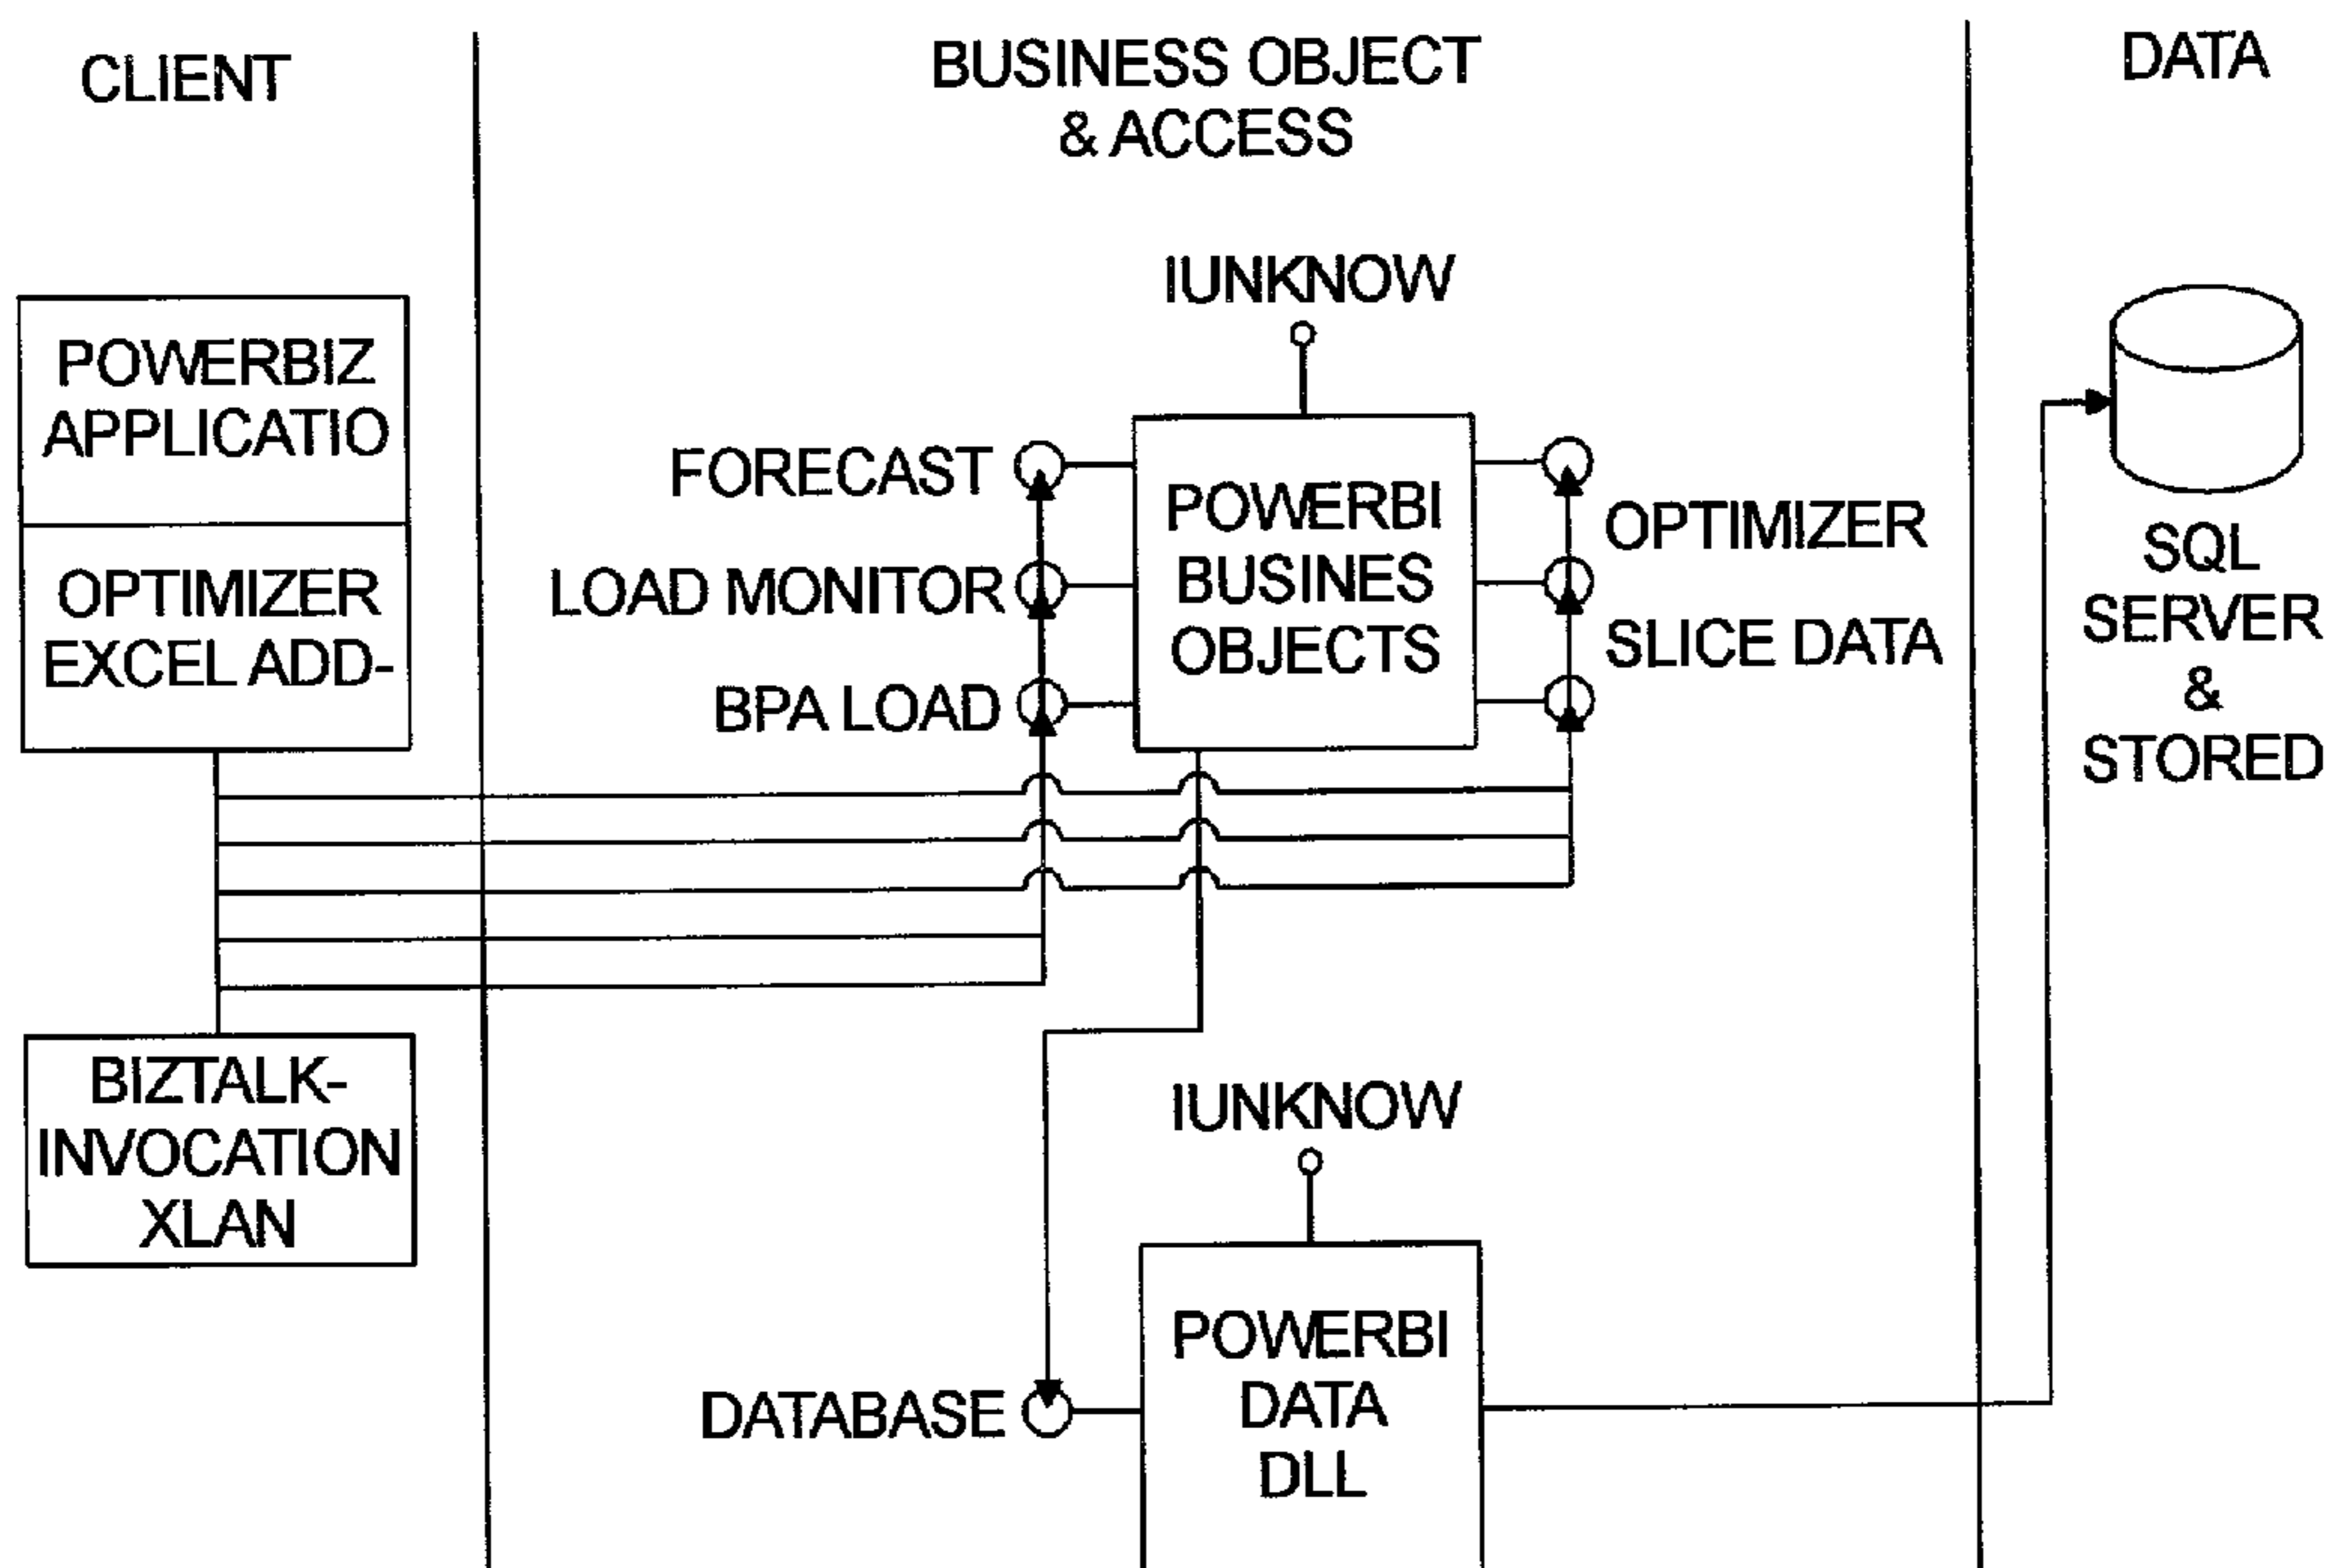 CLIENT
BUSINESS OBJECT
& ACCESS
DATA
IUNKNOW
POWERBIZ
APPLICATIO
OPTIMIZER
EXCEL ADD-
FORECAST
LOAD MONITOR
BPA LOAD
POWERBI
BUSINES
OBJECTS
OPTIMIZER
SLICE DATA
SQL
SERVER
&
STORED
BIZTALK-
INVOCATION
XLAN
IUNKNOW
DATABASE
POWERBI
DATA
DLL